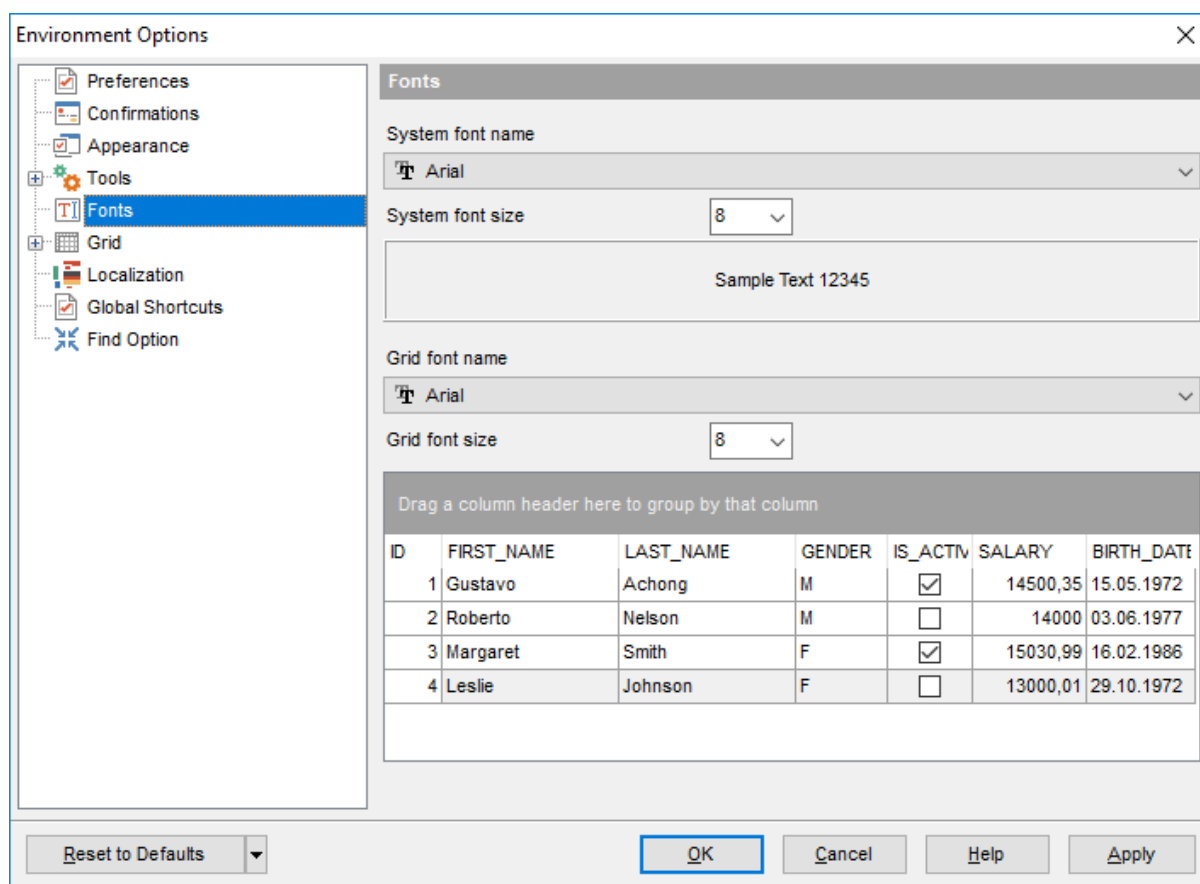 Environment Options
Preferences
Confirmations
Appearance
Tools
Fonts
Grid
Localization
Global Shortcuts
Find Option
Fonts
System font name
Arial
System font size 8
Sample Text 12345
Grid font name
Arial
Grid font size 8
Drag a column header here to group by that column
ID FIRST_NAME LAST_NAME GENDER IS_ACTIV SALARY BIRTH_DATE
1 Gustavo Achong M 14500,35 15.05.1972
2 Roberto Nelson M 14000 03.06.1977
3 Margaret Smith F 15030,99 16.02.1986
4 Leslie Johnson F 13000,01 29.10.1972
Reset to Defaults OK Cancel Help Apply